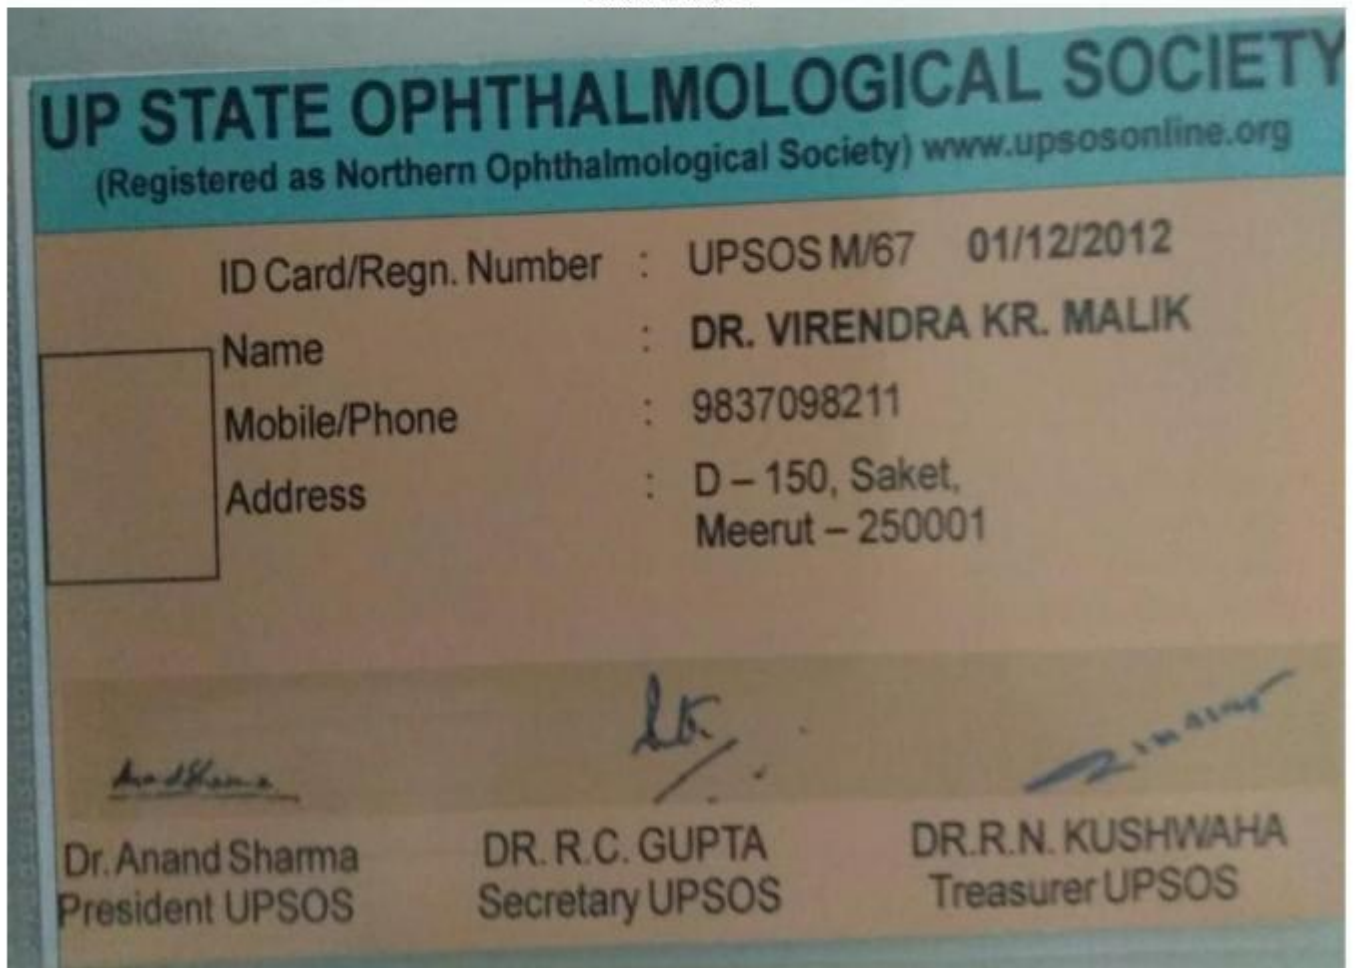 UP STATE OPHTHALMOLOGICAL SOCIETY
(Registered as Northern Ophthalmological Society) www.upsosonline.org
ID Card/Regn. Number : UPSOS M/67 01/12/2012
Name : DR. VIRENDRA KR. MALIK
Mobile/Phone : 9837098211
Address : D – 150, Saket,
Meerut – 250001
Anand Sharma
Dr. Anand Sharma DR. R.C. GUPTA DR.R.N. KUSHWAHA
President UPSOS Secretary UPSOS Treasurer UPSOS